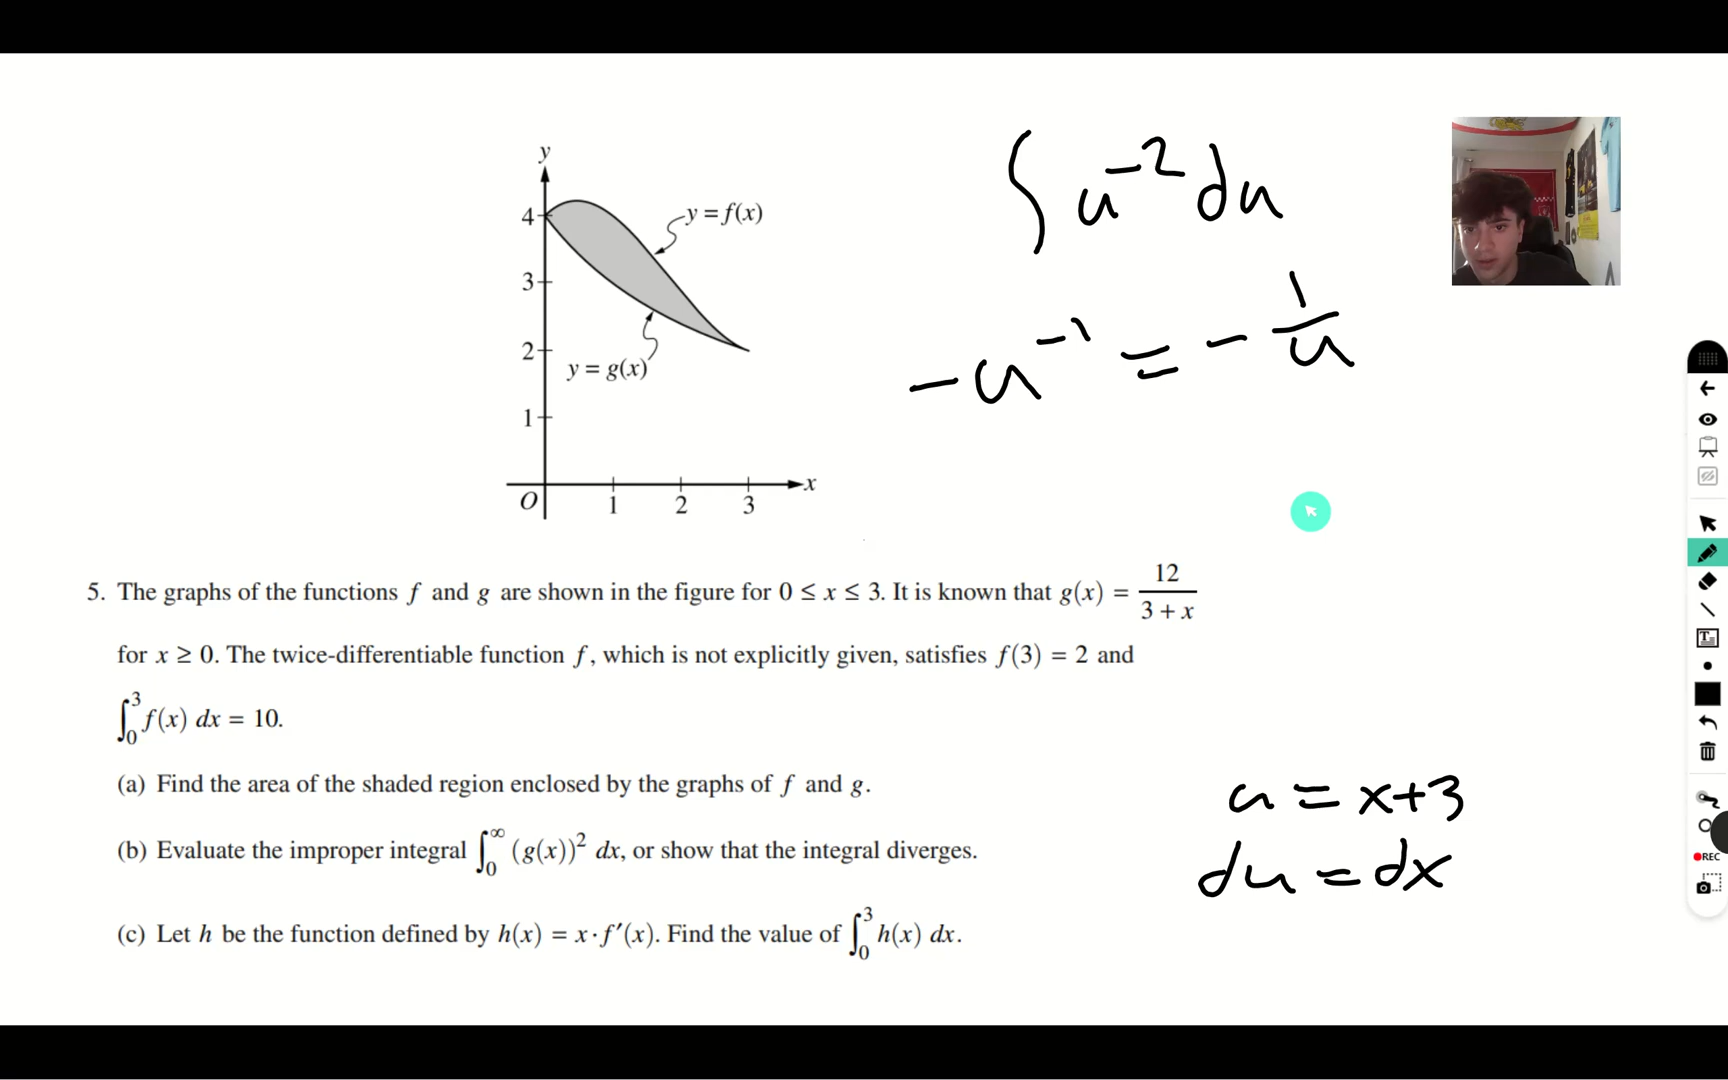 y
4
3
2
1
O
1 2 3
x
y = f(x)
y = g(x)
∫ u⁻² du
-u⁻¹ = - 1/u
5. The graphs of the functions f and g are shown in the figure for 0 ≤ x ≤ 3. It is known that g(x) = 12/(3 + x)
for x ≥ 0. The twice-differentiable function f, which is not explicitly given, satisfies f(3) = 2 and
∫₀³ f(x) dx = 10.
(a) Find the area of the shaded region enclosed by the graphs of f and g.
(b) Evaluate the improper integral ∫₀^∞ (g(x))² dx, or show that the integral diverges.
(c) Let h be the function defined by h(x) = x · f′(x). Find the value of ∫₀³ h(x) dx.
u = x+3
du = dx
REC